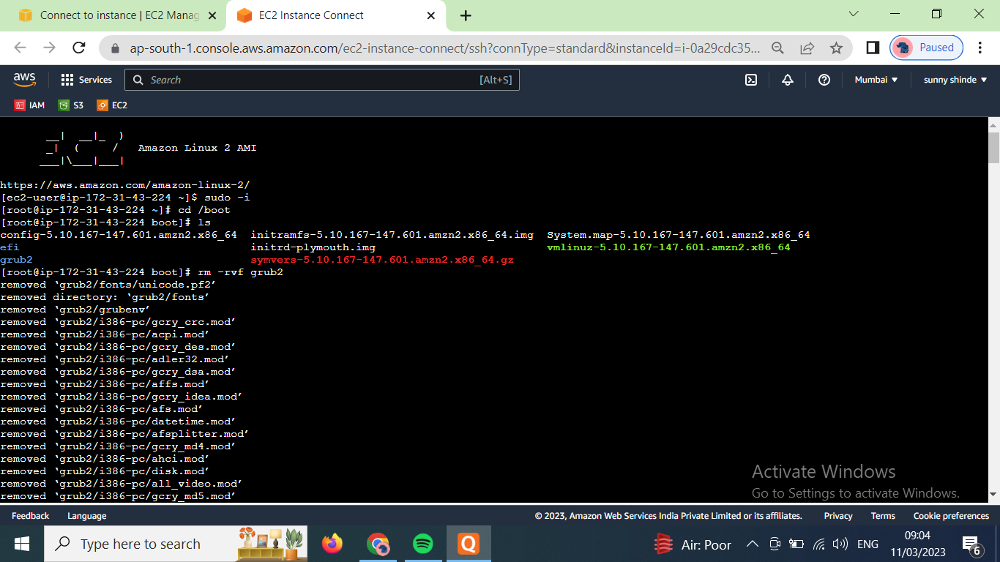 Connect to instance | EC2 Manag
EC2 Instance Connect
ap-south-1.console.aws.amazon.com/ec2-instance-connect/ssh?connType=standard&instanceId=i-0a29cdc35...
Paused
aws
Services
Search
[Alt+S]
Mumbai
sunny shinde
IAM
S3
EC2
__|  __|_  )
_|  (     /   Amazon Linux 2 AMI
___|\___|___|
https://aws.amazon.com/amazon-linux-2/
[ec2-user@ip-172-31-43-224 ~]$ sudo -i
[root@ip-172-31-43-224 ~]# cd /boot
[root@ip-172-31-43-224 boot]# ls
config-5.10.167-147.601.amzn2.x86_64  initramfs-5.10.167-147.601.amzn2.x86_64.img  System.map-5.10.167-147.601.amzn2.x86_64
efi                                   initrd-plymouth.img                          vmlinuz-5.10.167-147.601.amzn2.x86_64
grub2                                 symvers-5.10.167-147.601.amzn2.x86_64.gz
[root@ip-172-31-43-224 boot]# rm -rvf grub2
removed ‘grub2/fonts/unicode.pf2’
removed directory: ‘grub2/fonts’
removed ‘grub2/grubenv’
removed ‘grub2/i386-pc/gcry_crc.mod’
removed ‘grub2/i386-pc/acpi.mod’
removed ‘grub2/i386-pc/gcry_des.mod’
removed ‘grub2/i386-pc/adler32.mod’
removed ‘grub2/i386-pc/gcry_dsa.mod’
removed ‘grub2/i386-pc/affs.mod’
removed ‘grub2/i386-pc/gcry_idea.mod’
removed ‘grub2/i386-pc/afs.mod’
removed ‘grub2/i386-pc/datetime.mod’
removed ‘grub2/i386-pc/afsplitter.mod’
removed ‘grub2/i386-pc/gcry_md4.mod’
removed ‘grub2/i386-pc/ahci.mod’
removed ‘grub2/i386-pc/disk.mod’
removed ‘grub2/i386-pc/all_video.mod’
removed ‘grub2/i386-pc/gcry_md5.mod’
Activate Windows
Go to Settings to activate Windows.
Feedback
Language
© 2023, Amazon Web Services India Private Limited or its affiliates.
Privacy
Terms
Cookie preferences
Type here to search
Air: Poor
ENG
09:04
11/03/2023
6